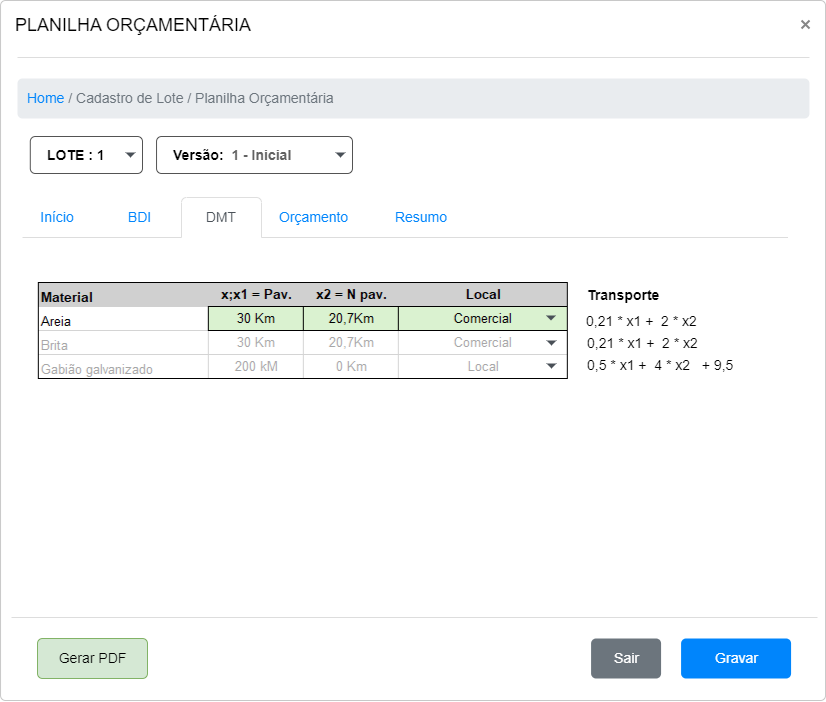 PLANILHA ORÇAMENTÁRIA ×
Home / Cadastro de Lote / Planilha Orçamentária
LOTE : 1 Versão: 1 - Inicial
Início BDI DMT Orçamento Resumo
Material x;x1 = Pav. x2 = N pav. Local Transporte
Areia 30 Km 20,7Km Comercial 0,21 * x1 + 2 * x2
Brita 30 Km 20,7Km Comercial 0,21 * x1 + 2 * x2
Gabião galvanizado 200 kM 0 Km Local 0,5 * x1 + 4 * x2 + 9,5
Gerar PDF Sair Gravar